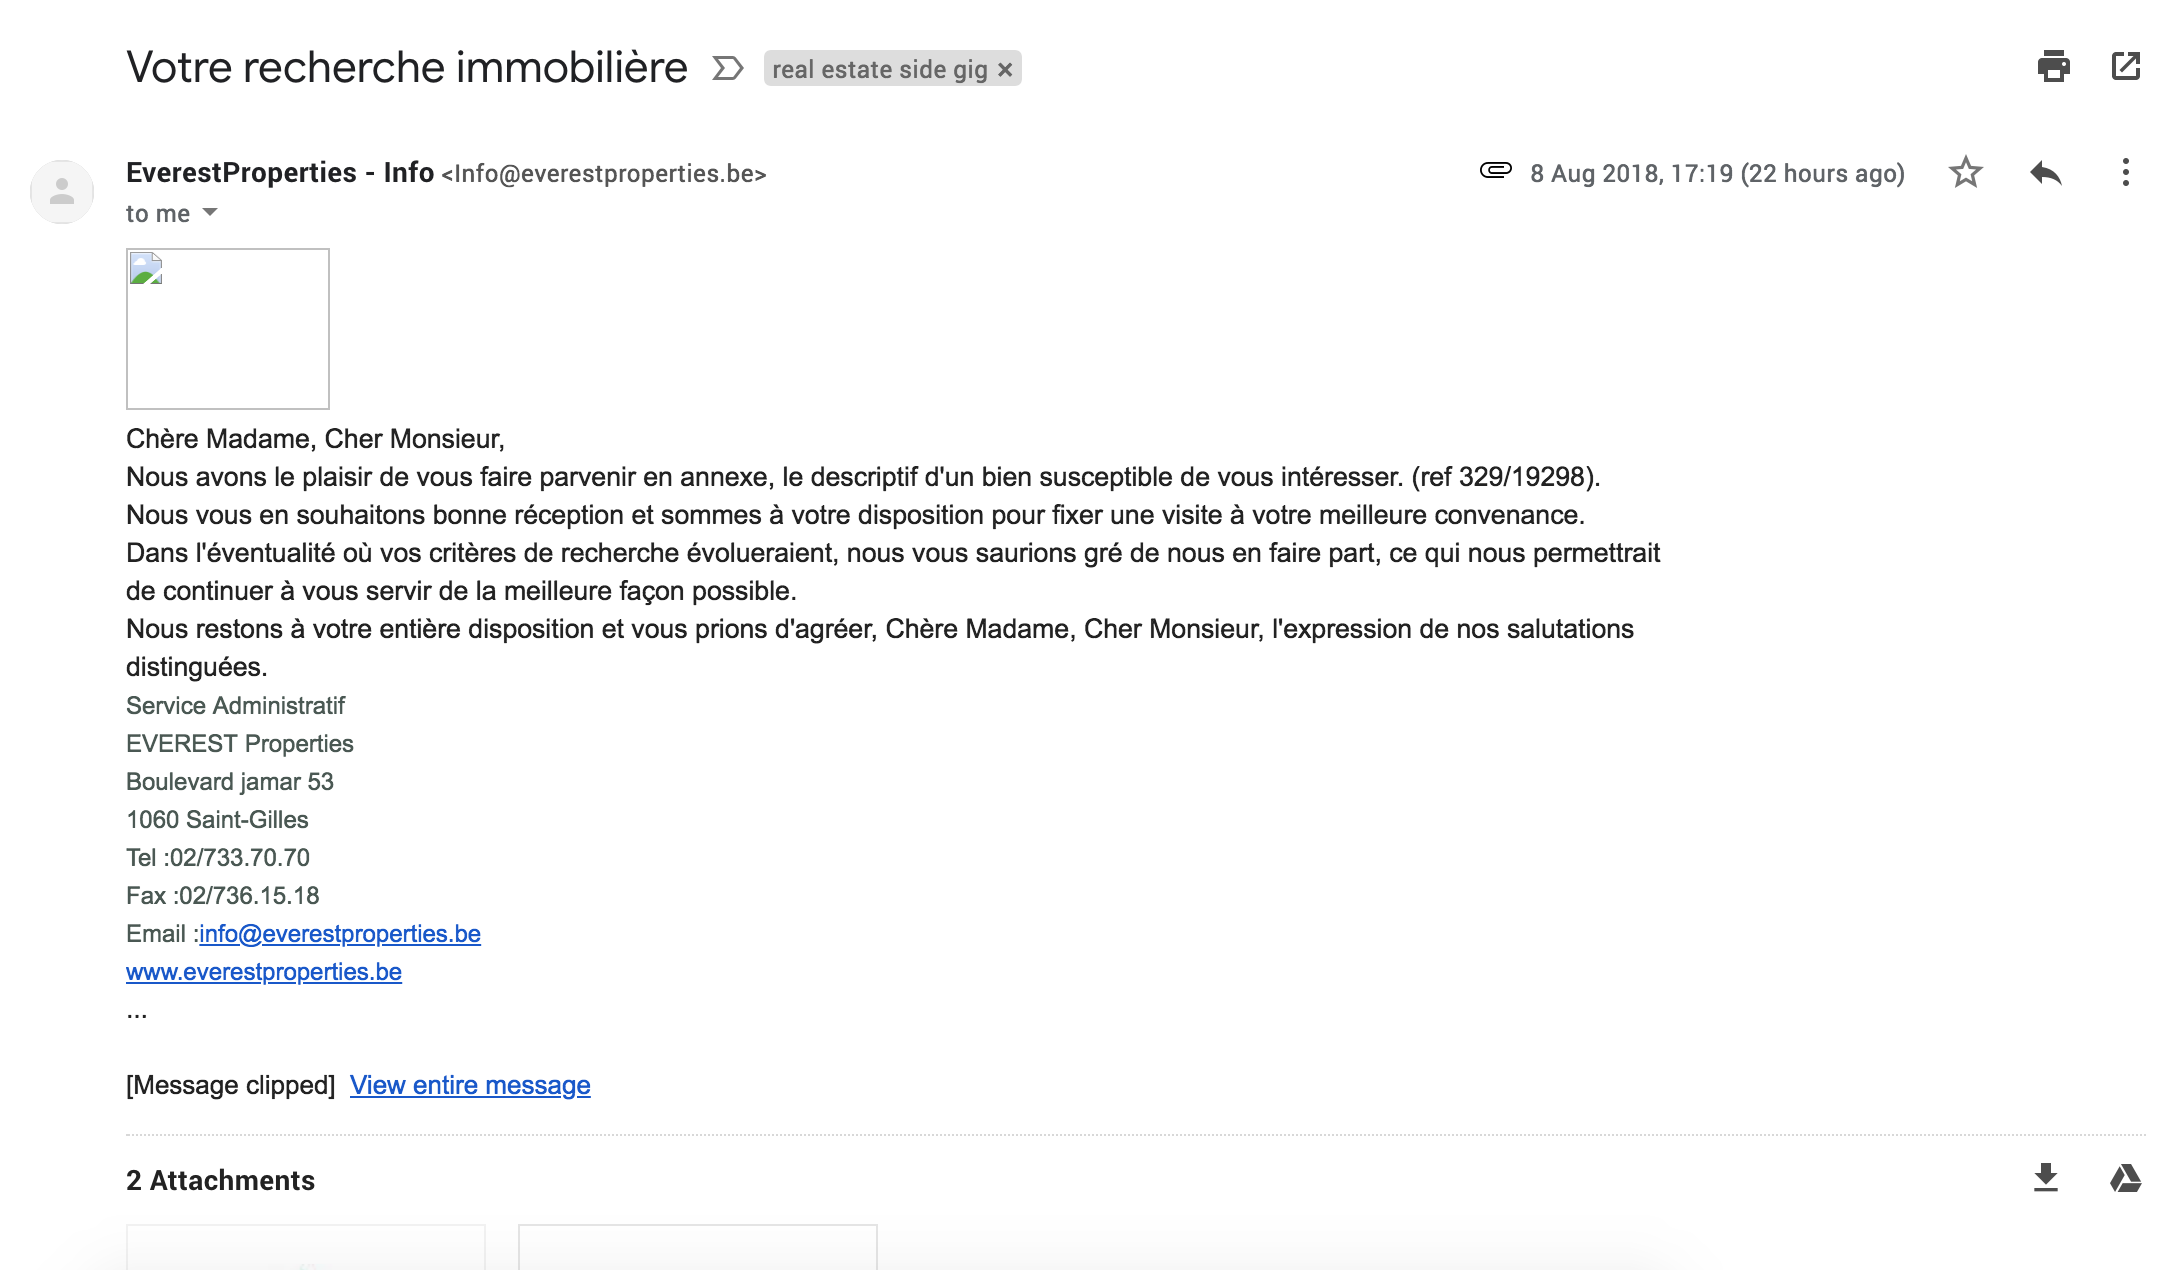 Votre recherche immobilière real estate side gig ×
EverestProperties - Info <Info@everestproperties.be> 8 Aug 2018, 17:19 (22 hours ago)
to me
Chère Madame, Cher Monsieur,
Nous avons le plaisir de vous faire parvenir en annexe, le descriptif d'un bien susceptible de vous intéresser. (ref 329/19298).
Nous vous en souhaitons bonne réception et sommes à votre disposition pour fixer une visite à votre meilleure convenance.
Dans l'éventualité où vos critères de recherche évolueraient, nous vous saurions gré de nous en faire part, ce qui nous permettrait
de continuer à vous servir de la meilleure façon possible.
Nous restons à votre entière disposition et vous prions d'agréer, Chère Madame, Cher Monsieur, l'expression de nos salutations
distinguées.
Service Administratif
EVEREST Properties
Boulevard jamar 53
1060 Saint-Gilles
Tel :02/733.70.70
Fax :02/736.15.18
Email :info@everestproperties.be
www.everestproperties.be
...
[Message clipped] View entire message
2 Attachments